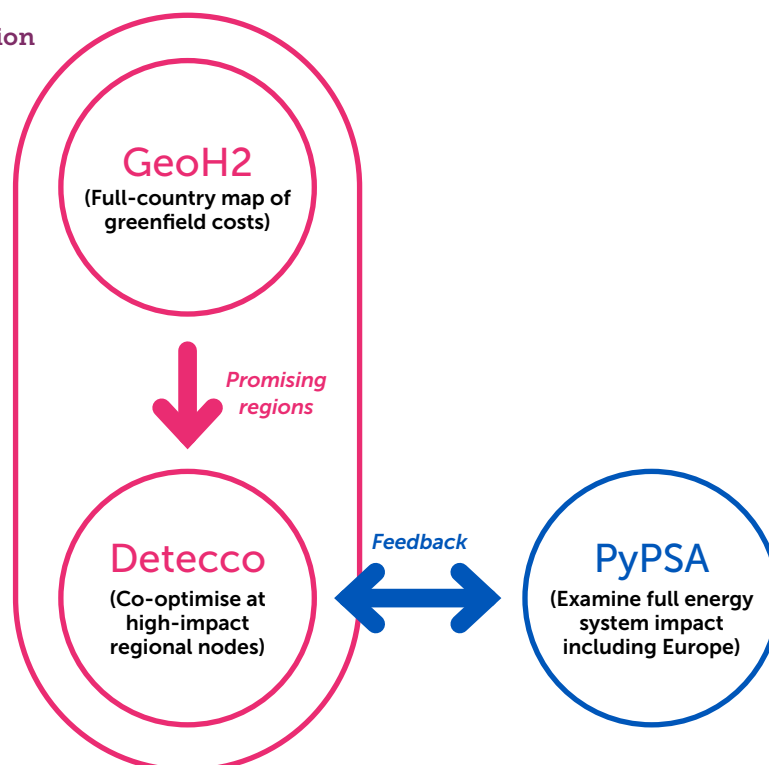 GeoH2
(Full-country map of
greenfield costs)
Promising
regions
Detecco
(Co-optimise at
high-impact
regional nodes)
Feedback
PyPSA
(Examine full energy
system impact
including Europe)